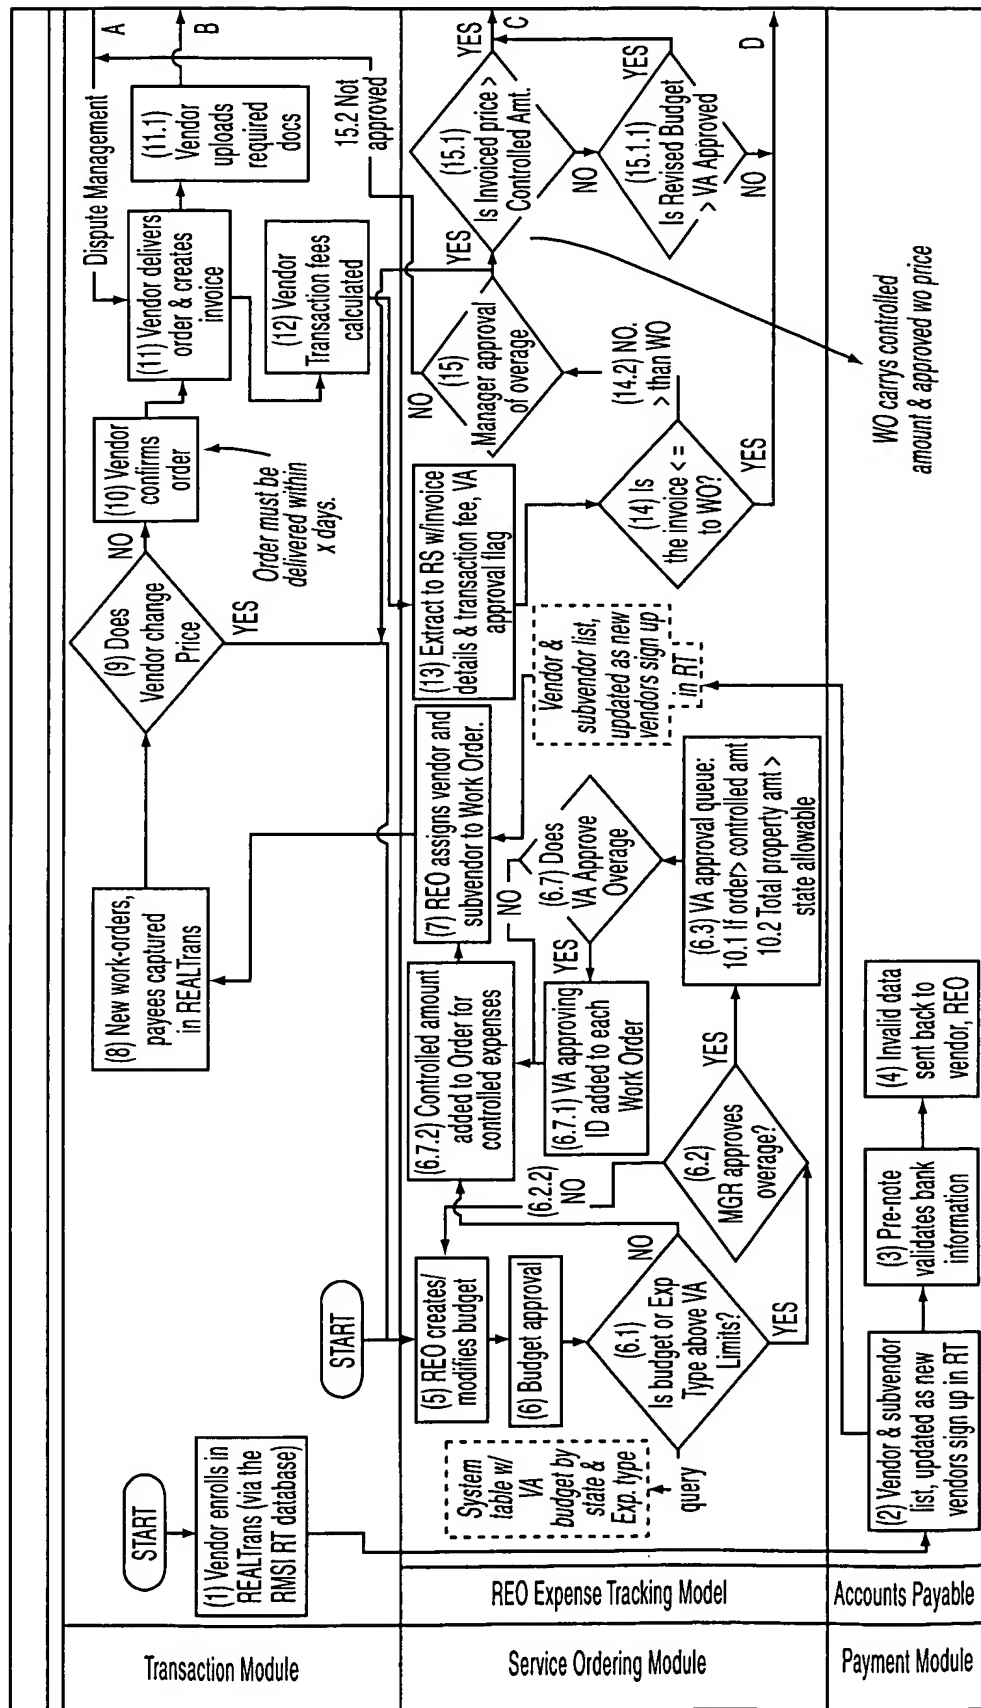 Transaction Module
START
(1) Vendor enrolls in
REALTrans (via the
RMSI RT database)
START
(8) New work-orders,
payees captured
in REALTrans
(9) Does
Vendor change
Price
NO
YES
(10) Vendor
confirms
order
Order must be
delivered within
x days.
Dispute Management
A
(11) Vendor delivers
order & creates
invoice
(11.1)
Vendor
uploads
required
docs
B
(12) Vendor
Transaction fees
calculated
15.2 Not
approved
Service Ordering Module
REO Expense Tracking Model
System
table w/
VA
budget by
state &
Exp. type
query
(5) REO creates/
modifies budget
(6) Budget approval
(6.1)
Is budget or Exp
Type above VA
Limits?
NO
YES
(6.2.2)
NO
(6.2)
MGR approves
overage?
YES
(6.7.2) Controlled amount
added to Order for
controlled expenses
(6.7.1) VA approving
ID added to each
Work Order
YES
NO
(6.7) Does
VA Approve
Overage
(6.3) VA approval queue:
10.1 If order> controlled amt
10.2 Total property amt >
state allowable
(7) REO assigns vendor and
subvendor to Work Order.
Vendor &
subvendor list,
updated as new
vendors sign up
in RT
(13) Extract to RS w/invoice
details & transaction fee, VA
approval flag
(14) Is
the invoice <=
to WO?
YES
(14.2) NO.
> than WO
NO
(15)
Manager approval
of overage
YES
(15.1)
Is Invoiced price >
Controlled Amt.
YES
C
NO
(15.1.1)
Is Revised Budget
> VA Approved
YES
NO
D
WO carrys controlled
amount & approved wo price
Payment Module
Accounts Payable
(2) Vendor & subvendor
list, updated as new
vendors sign up in RT
(3) Pre-note
validates bank
information
(4) Invalid data
sent back to
vendor, REO